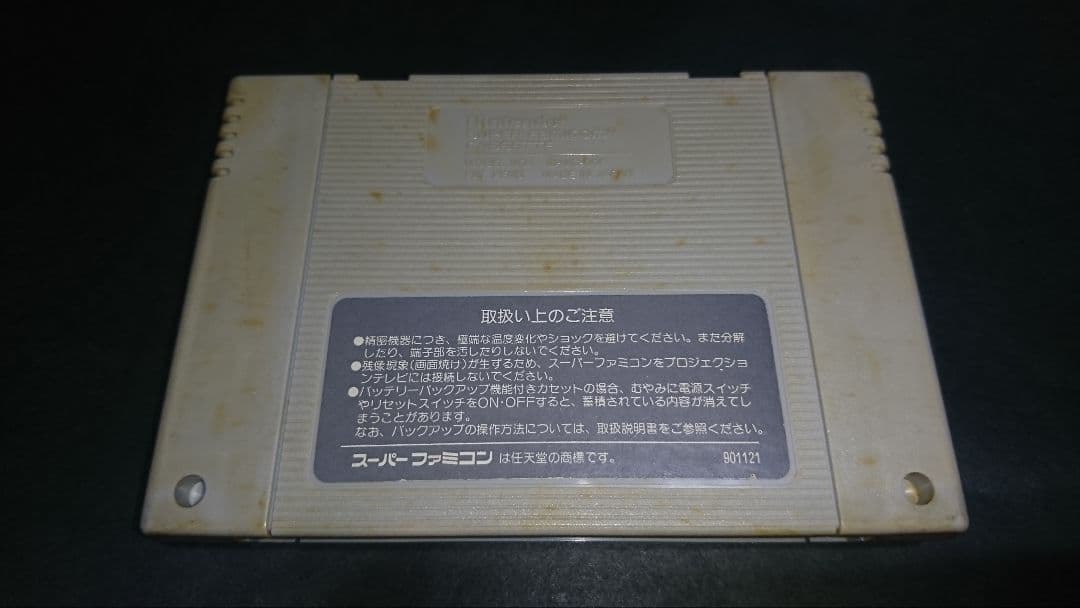 Nintendo
取扱い上のご注意
●精密機器につき、極端な温度変化やショックを避けてください。また分解
したり、端子部を汚したりしないでください。
●残像現象(画面焼け)が生ずるため、スーパーファミコンをプロジェクショ
ンテレビには接続しないでください。
●バッテリーバックアップ機能付きカセットの場合、むやみに電源スイッチ
やリセットスイッチをON・OFFすると、蓄積されている内容が消えてし
まうことがあります。
なお、バックアップの操作方法については、取扱説明書をご参照ください。
スーパーファミコン は任天堂の商標です。 901121